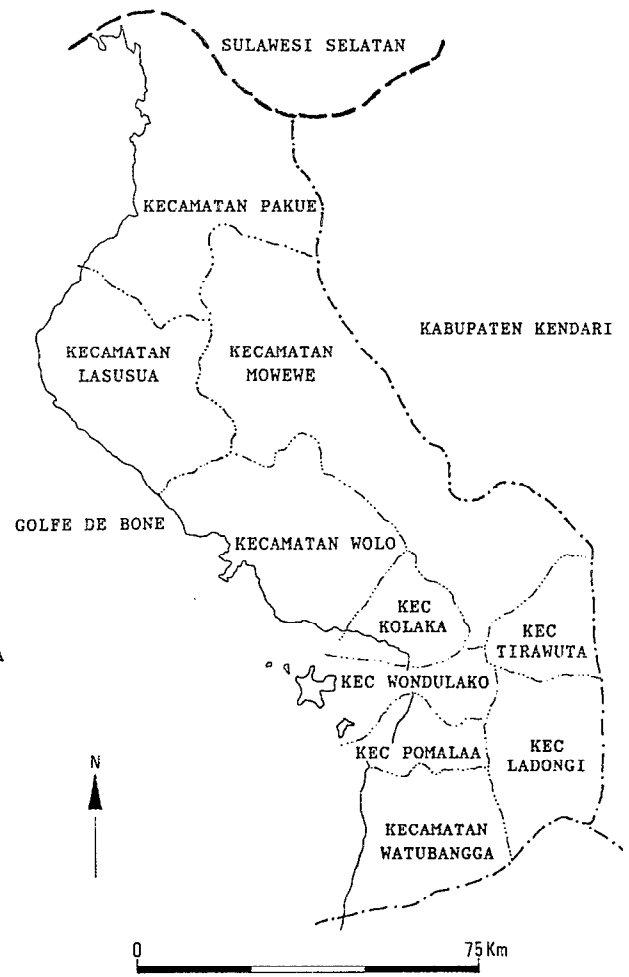 SULAWESI SELATAN
KECAMATAN PAKUE
KABUPATEN KENDARI
KECAMATAN
LASUSUA
KECAMATAN
MOWEWE
GOLFE DE BONE
KECAMATAN WOLO
KEC
KOLAKA
KEC
TIRAWUTA
KEC WONDULAKO
KEC POMALAA
KEC
LADONGI
N
KECAMATAN
WATUBANGGA
0
75Km